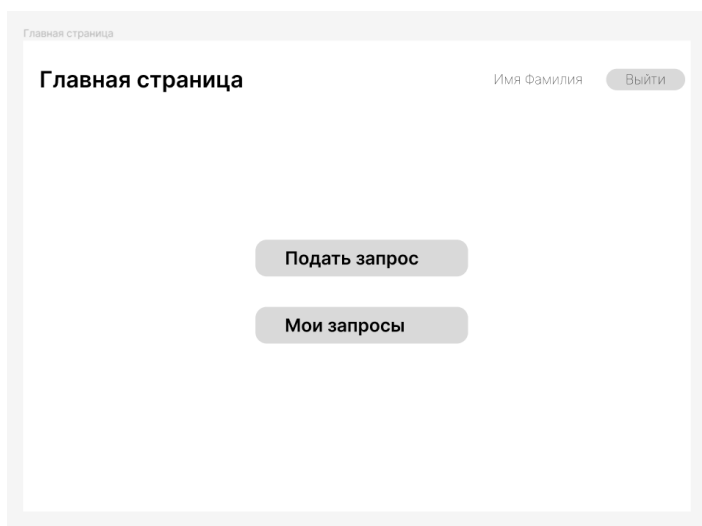 Главная страница
Главная страница
Имя Фамилия
Выйти
Подать запрос
Мои запросы